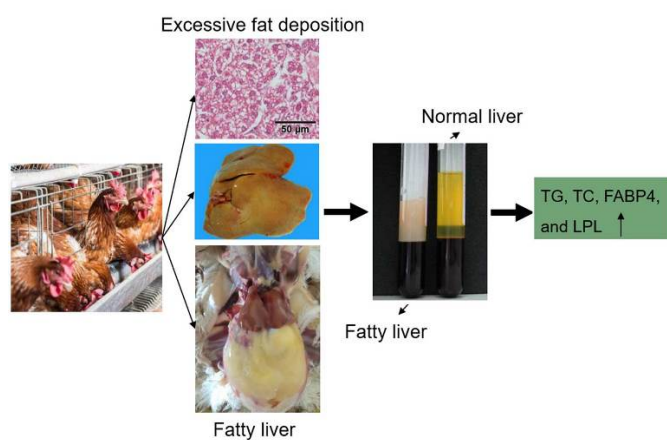 Excessive fat deposition
50 μm
Normal liver
TG, TC, FABP4,
and LPL ↑
Fatty liver
Fatty liver